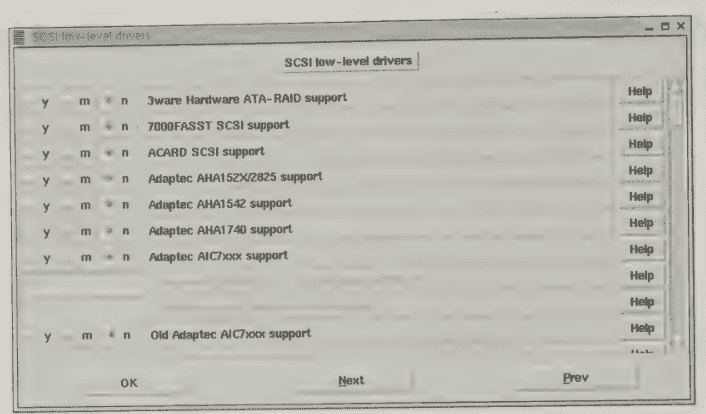 SCSI low-level drivers
SCSI low-level drivers
y m n 3ware Hardware ATA-RAID support Help
y m n 7000FASST SCSI support Help
y m n ACARD SCSI support Help
y m n Adaptec AHA152X/2825 support Help
y m n Adaptec AHA1542 support Help
y m n Adaptec AHA1740 support Help
y m n Adaptec AIC7xxx support Help
Help
Help
y m n Old Adaptec AIC7xxx support Help
OK Next Prev